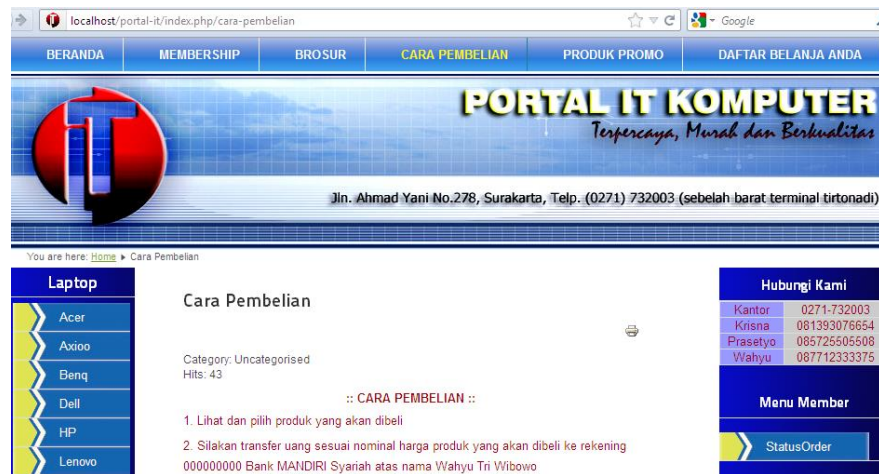 localhost/portal-it/index.php/cara-pembelian
Google
BERANDA MEMBERSHIP BROSUR CARA PEMBELIAN PRODUK PROMO DAFTAR BELANJA ANDA
iT
PORTAL IT KOMPUTER
Terpercaya, Murah dan Berkualitas
Jln. Ahmad Yani No.278, Surakarta, Telp. (0271) 732003 (sebelah barat terminal tirtonadi)
You are here: Home Cara Pembelian
Laptop
Acer
Axioo
Benq
Dell
HP
Lenovo
Cara Pembelian
Category: Uncategorised
Hits: 43
:: CARA PEMBELIAN ::
1. Lihat dan pilih produk yang akan dibeli
2. Silakan transfer uang sesuai nominal harga produk yang akan dibeli ke rekening
000000000 Bank MANDIRI Syariah atas nama Wahyu Tri Wibowo
Hubungi Kami
Kantor 0271-732003
Krisna 081393076654
Prasetyo 085725505508
Wahyu 087712333375
Menu Member
StatusOrder